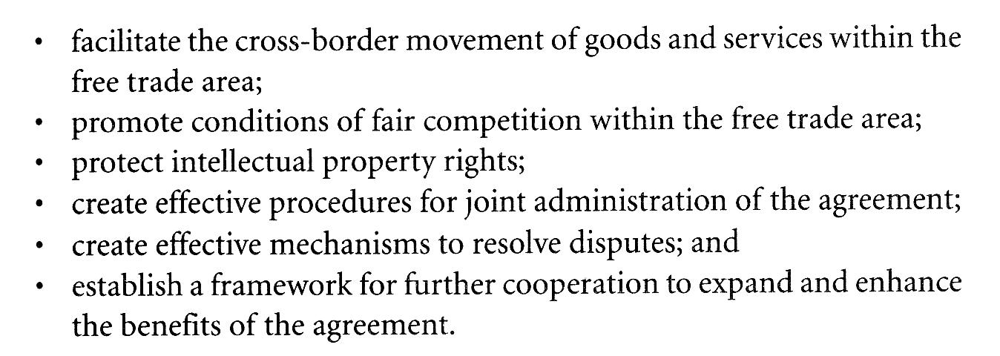 • facilitate the cross-border movement of goods and services within the
free trade area;
• promote conditions of fair competition within the free trade area;
• protect intellectual property rights;
• create effective procedures for joint administration of the agreement;
• create effective mechanisms to resolve disputes; and
• establish a framework for further cooperation to expand and enhance
the benefits of the agreement.